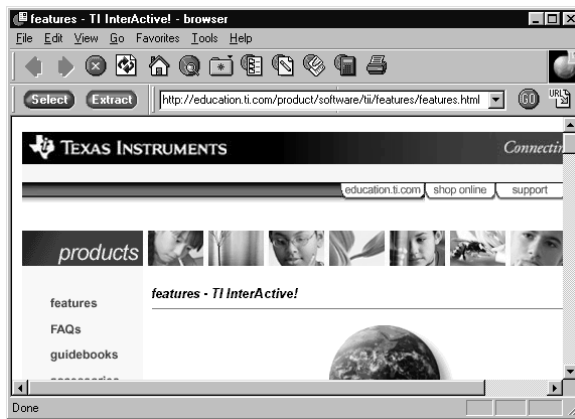 features - TI InterActive! - browser
File Edit View Go Favorites Tools Help
Select Extract http://education.ti.com/product/software/tii/features/features.html GO URL
TEXAS INSTRUMENTS Connectin
education.ti.com shop online support
products
features - TI InterActive!
features
FAQs
guidebooks
Done